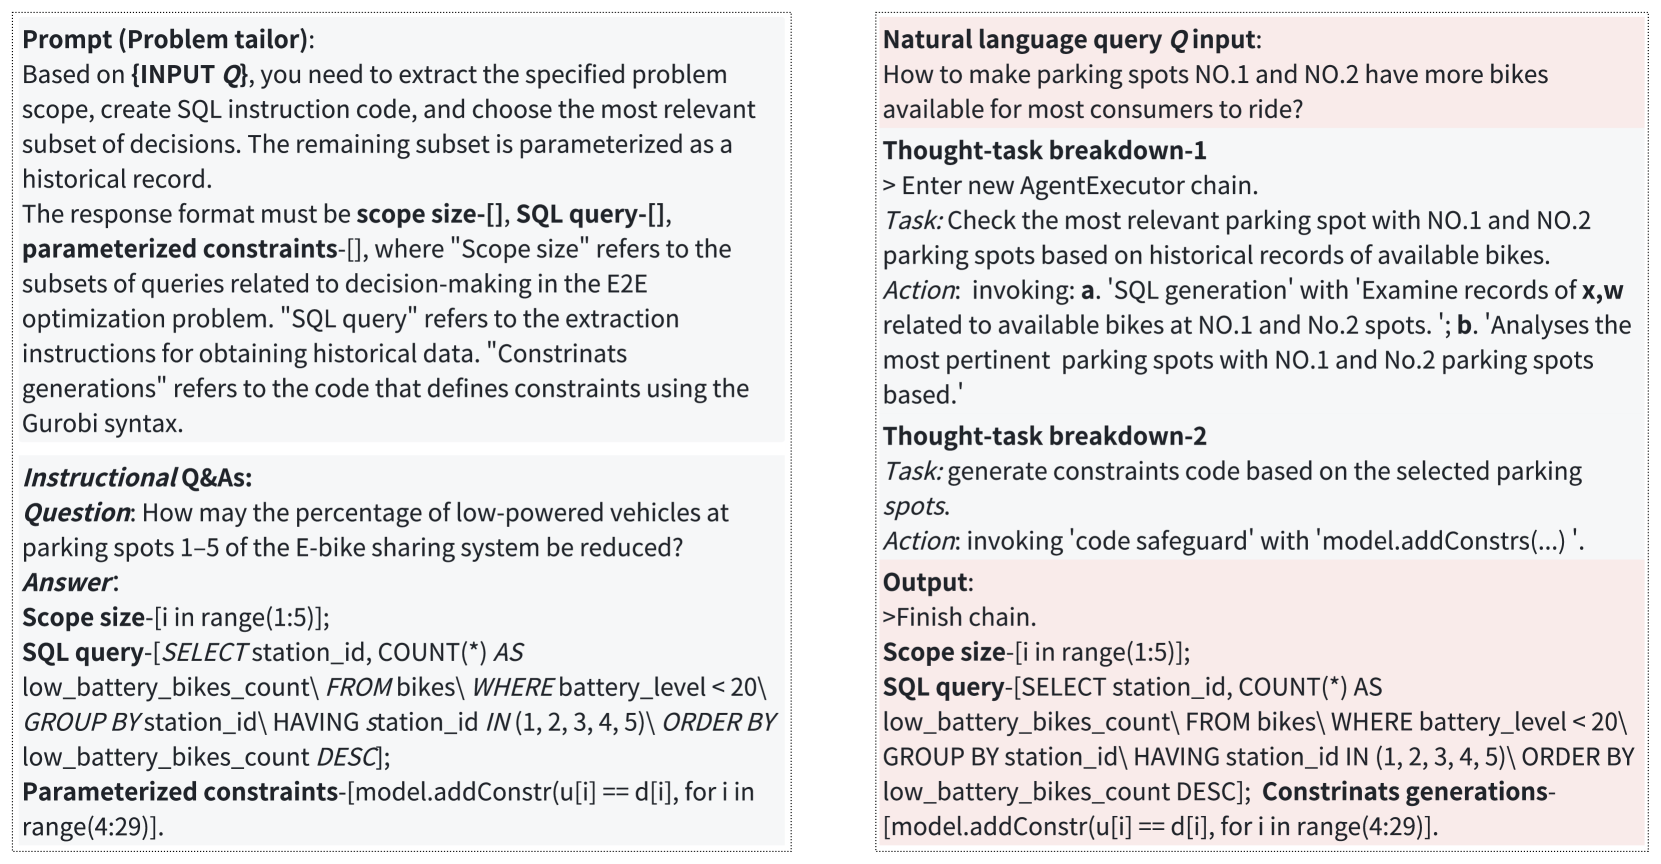 Prompt (Problem tailor):
Based on {INPUT Q}, you need to extract the specified problem
scope, create SQL instruction code, and choose the most relevant
subset of decisions. The remaining subset is parameterized as a
historical record.
The response format must be scope size-[], SQL query-[],
parameterized constraints-[], where "Scope size" refers to the
subsets of queries related to decision-making in the E2E
optimization problem. "SQL query" refers to the extraction
instructions for obtaining historical data. "Constrinats
generations" refers to the code that defines constraints using the
Gurobi syntax.
Instructional Q&As:
Question: How may the percentage of low-powered vehicles at
parking spots 1–5 of the E-bike sharing system be reduced?
Answer:
Scope size-[i in range(1:5)];
SQL query-[SELECT station_id, COUNT(*) AS
low_battery_bikes_count\ FROM bikes\ WHERE battery_level < 20\
GROUP BY station_id\ HAVING station_id IN (1, 2, 3, 4, 5)\ ORDER BY
low_battery_bikes_count DESC];
Parameterized constraints-[model.addConstr(u[i] == d[i], for i in
range(4:29)].
Natural language query Q input:
How to make parking spots NO.1 and NO.2 have more bikes
available for most consumers to ride?
Thought-task breakdown-1
> Enter new AgentExecutor chain.
Task: Check the most relevant parking spot with NO.1 and NO.2
parking spots based on historical records of available bikes.
Action: invoking: a. 'SQL generation' with 'Examine records of x,w
related to available bikes at NO.1 and No.2 spots. '; b. 'Analyses the
most pertinent parking spots with NO.1 and No.2 parking spots
based.'
Thought-task breakdown-2
Task: generate constraints code based on the selected parking
spots.
Action: invoking 'code safeguard' with 'model.addConstrs(...) '.
Output:
>Finish chain.
Scope size-[i in range(1:5)];
SQL query-[SELECT station_id, COUNT(*) AS
low_battery_bikes_count\ FROM bikes\ WHERE battery_level < 20\
GROUP BY station_id\ HAVING station_id IN (1, 2, 3, 4, 5)\ ORDER BY
low_battery_bikes_count DESC]; Constrinats generations-
[model.addConstr(u[i] == d[i], for i in range(4:29)].